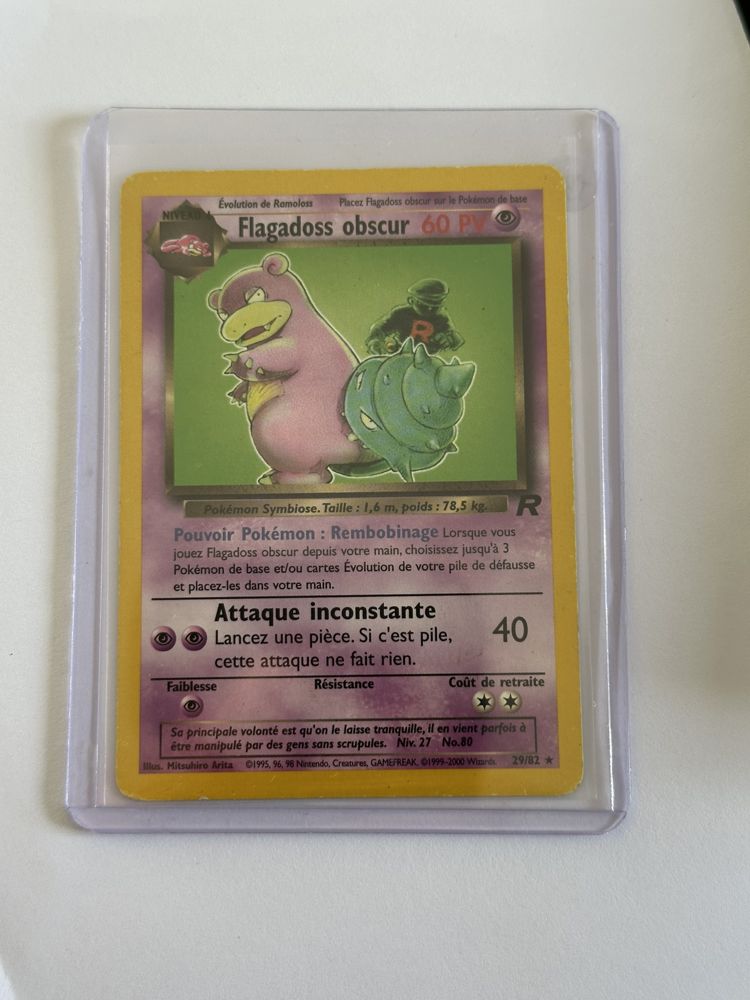 Évolution de Ramoloss
Placez Flagadoss obscur sur le Pokémon de base
NIVEAU 1
Flagadoss obscur 60 PV
R
Pokémon Symbiose. Taille : 1,6 m, poids : 78,5 kg.
R
Pouvoir Pokémon : Rembobinage Lorsque vous
jouez Flagadoss obscur depuis votre main, choisissez jusqu'à 3
Pokémon de base et/ou cartes Évolution de votre pile de défausse
et placez-les dans votre main.
Attaque inconstante
Lancez une pièce. Si c'est pile,
cette attaque ne fait rien.
40
Faiblesse
Résistance
Coût de retraite
Sa principale volonté est qu'on le laisse tranquille, il en vient parfois à
être manipulé par des gens sans scrupules. Niv. 27 No.80
Illus. Mitsuhiro Arita
©1995, 96, 98 Nintendo, Creatures, GAMEFREAK. ©1999-2000 Wizards.
29/82 ★